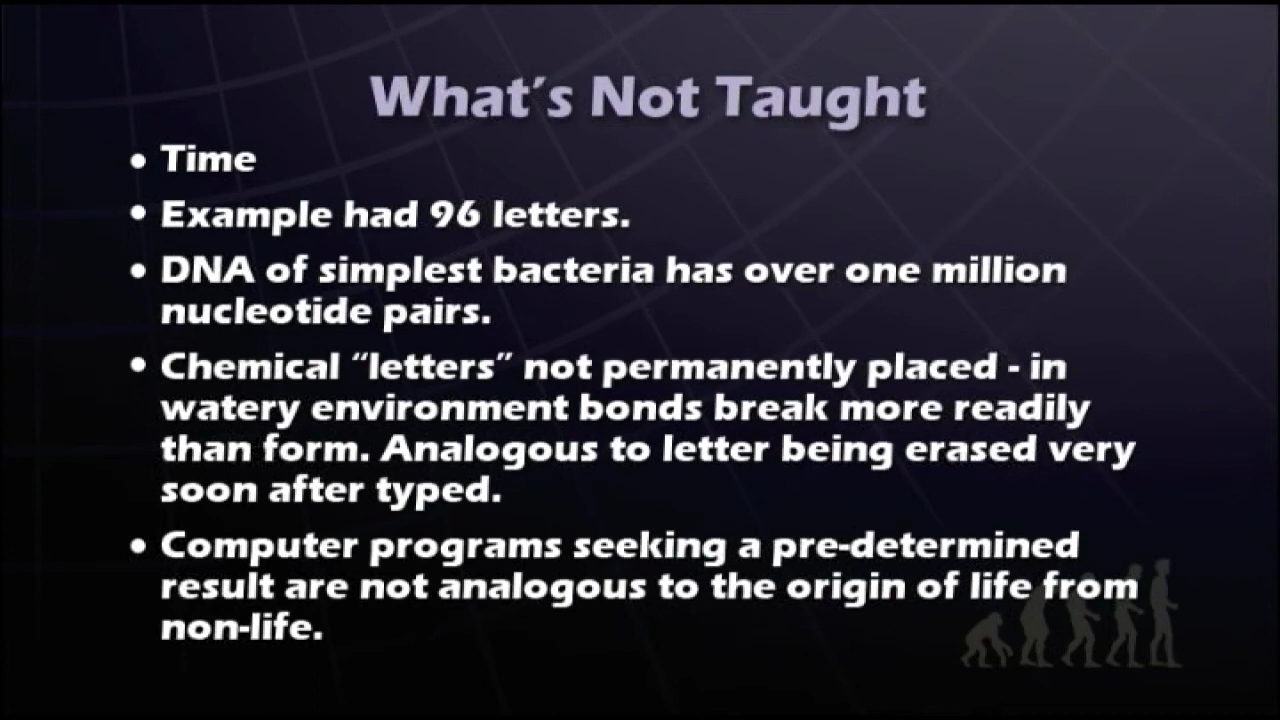 What's Not Taught
• Time
• Example had 96 letters.
• DNA of simplest bacteria has over one million
nucleotide pairs.
• Chemical “letters” not permanently placed - in
watery environment bonds break more readily
than form. Analogous to letter being erased very
soon after typed.
• Computer programs seeking a pre-determined
result are not analogous to the origin of life from
non-life.